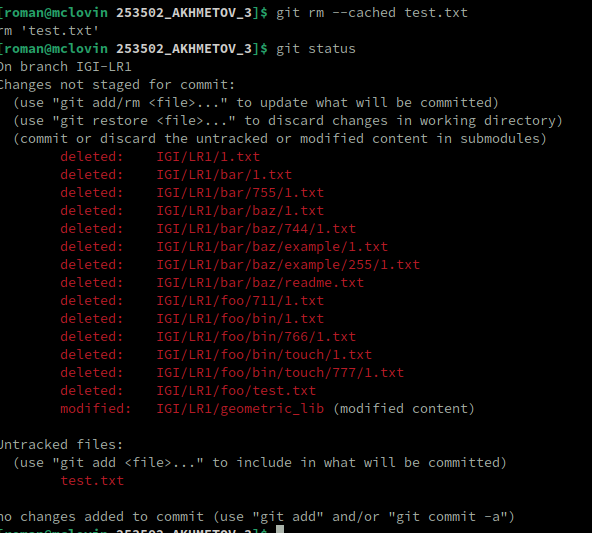 [roman@mclovin 253502_AKHMETOV_3]$ git rm --cached test.txt
rm 'test.txt'
[roman@mclovin 253502_AKHMETOV_3]$ git status
On branch IGI-LR1
Changes not staged for commit:
  (use "git add/rm <file>..." to update what will be committed)
  (use "git restore <file>..." to discard changes in working directory)
  (commit or discard the untracked or modified content in submodules)
        deleted:    IGI/LR1/1.txt
        deleted:    IGI/LR1/bar/1.txt
        deleted:    IGI/LR1/bar/755/1.txt
        deleted:    IGI/LR1/bar/baz/1.txt
        deleted:    IGI/LR1/bar/baz/744/1.txt
        deleted:    IGI/LR1/bar/baz/example/1.txt
        deleted:    IGI/LR1/bar/baz/example/255/1.txt
        deleted:    IGI/LR1/bar/baz/readme.txt
        deleted:    IGI/LR1/foo/711/1.txt
        deleted:    IGI/LR1/foo/bin/1.txt
        deleted:    IGI/LR1/foo/bin/766/1.txt
        deleted:    IGI/LR1/foo/bin/touch/1.txt
        deleted:    IGI/LR1/foo/bin/touch/777/1.txt
        deleted:    IGI/LR1/foo/test.txt
        modified:   IGI/LR1/geometric_lib (modified content)

Untracked files:
  (use "git add <file>..." to include in what will be committed)
        test.txt

no changes added to commit (use "git add" and/or "git commit -a")
[roman@mclovin 253502_AKHMETOV_3]$